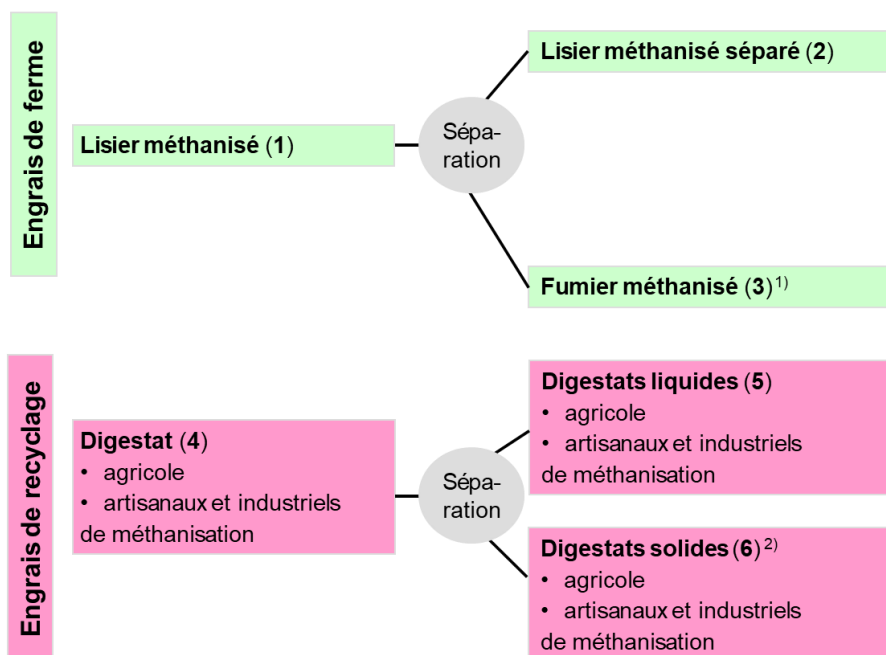 Engrais de ferme
Lisier méthanisé (1)
Sépa-
ration
Lisier méthanisé séparé (2)
Fumier méthanisé (3)1)
Engrais de recyclage
Digestat (4)
• agricole
• artisanaux et industriels
de méthanisation
Sépa-
ration
Digestats liquides (5)
• agricole
• artisanaux et industriels
de méthanisation
Digestats solides (6)2)
• agricole
• artisanaux et industriels
de méthanisation